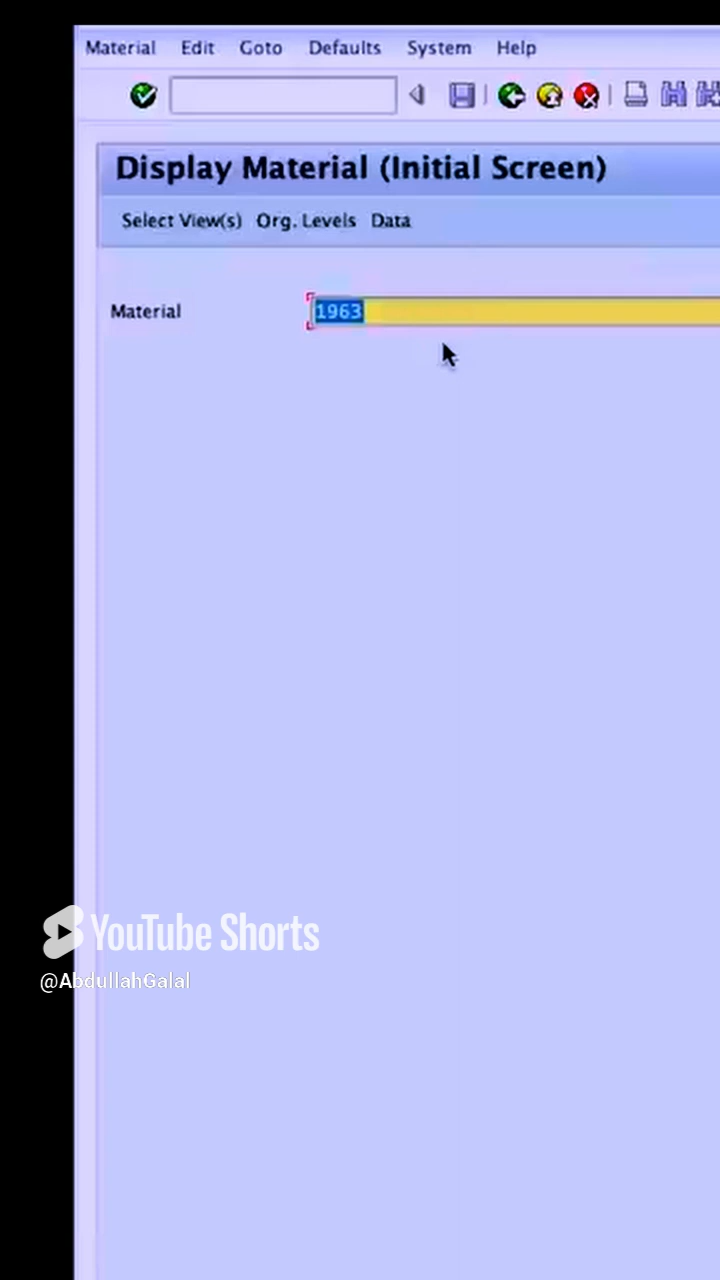 Material Edit Goto Defaults System Help
Display Material (Initial Screen)
Select View(s) Org. Levels Data
Material 1963
YouTube Shorts
@AbdullahGalal